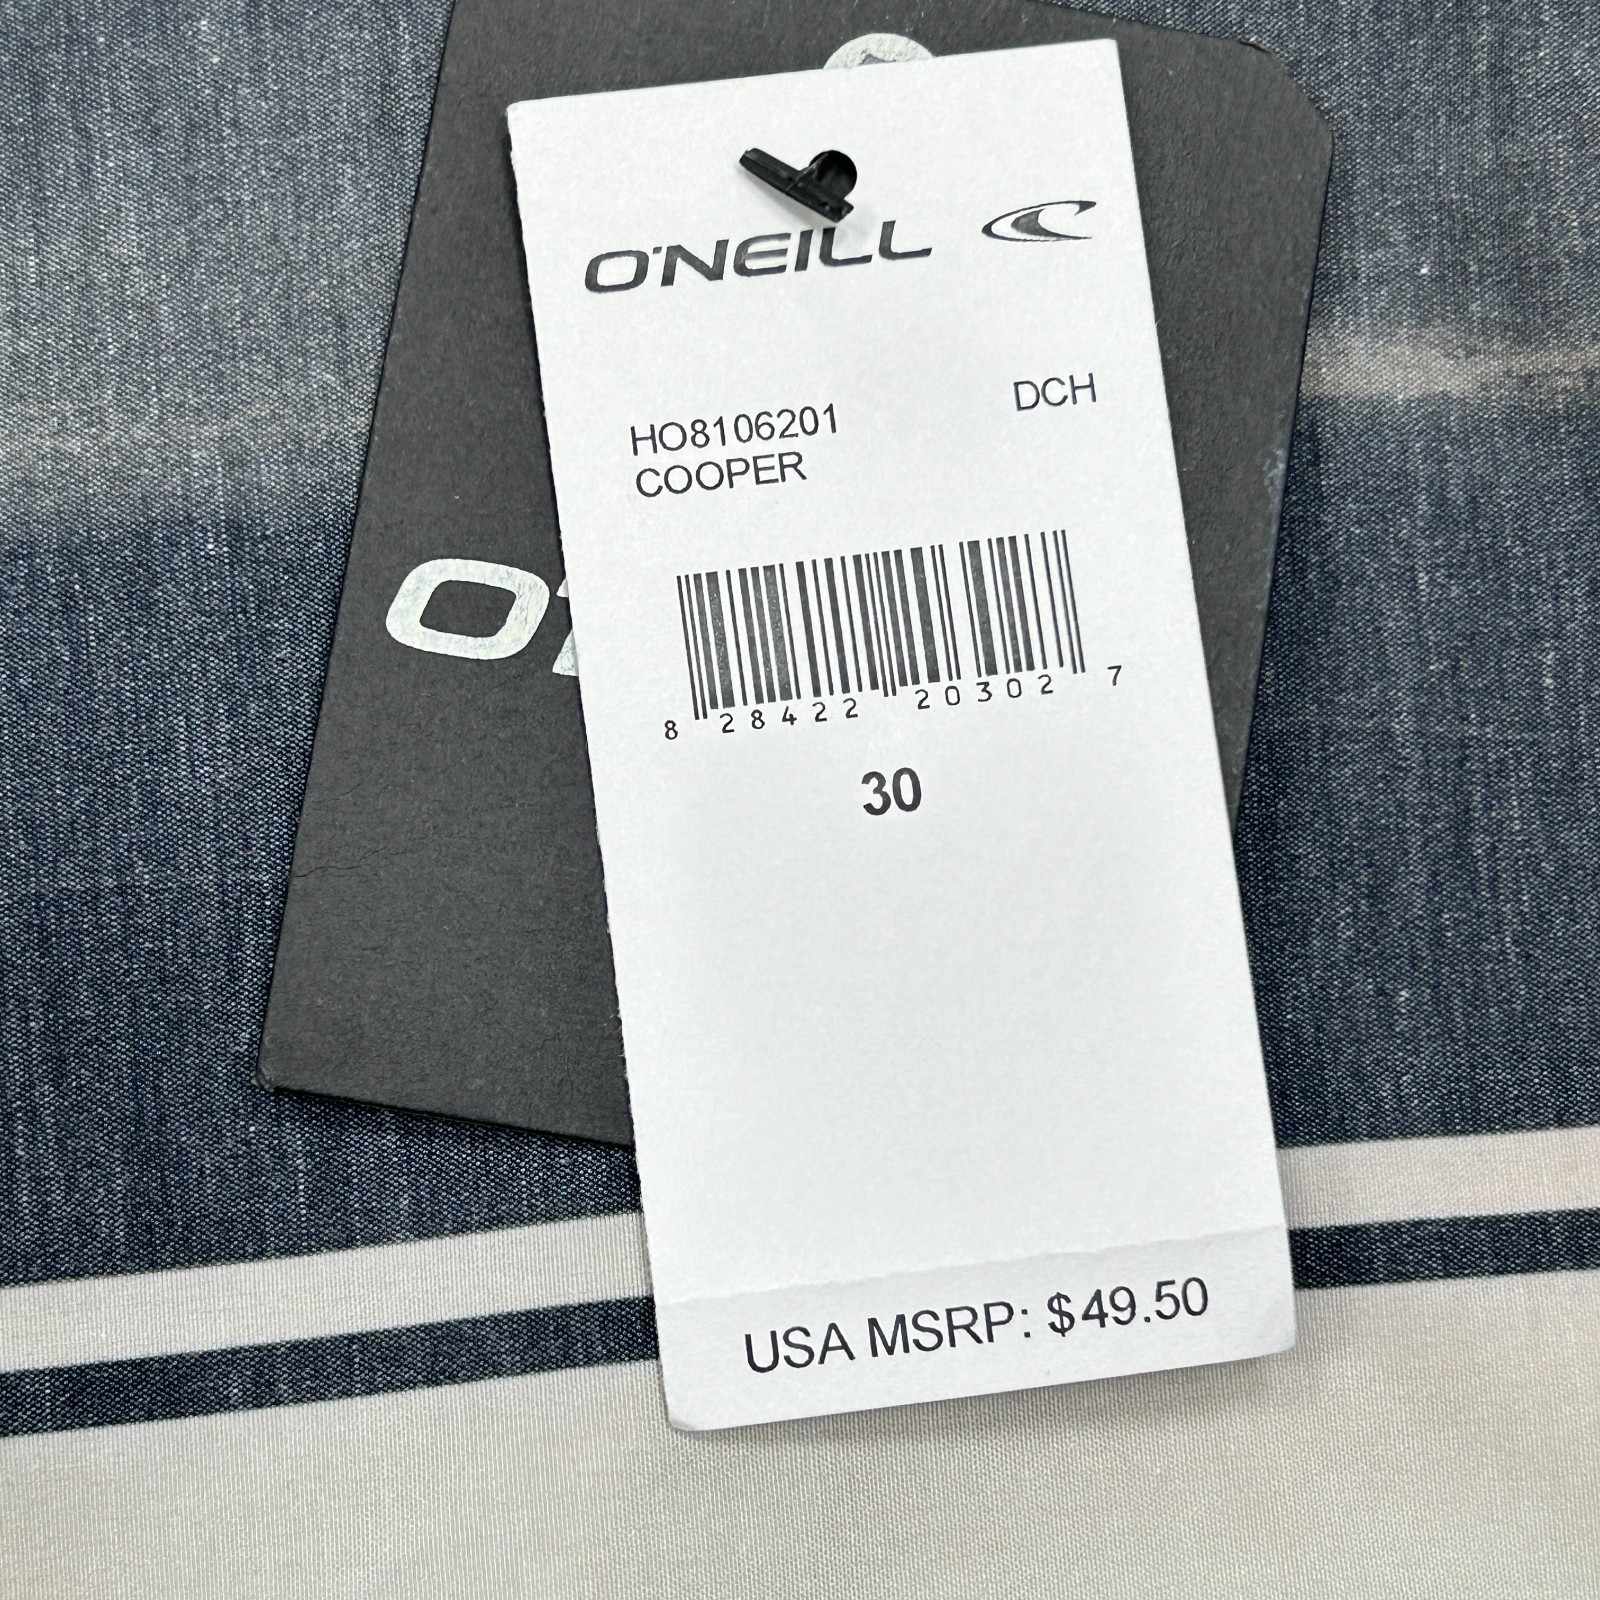 O'NEILL
DCH
HO8106201
COOPER
8 28422 20302 7
30
USA MSRP: $49.50